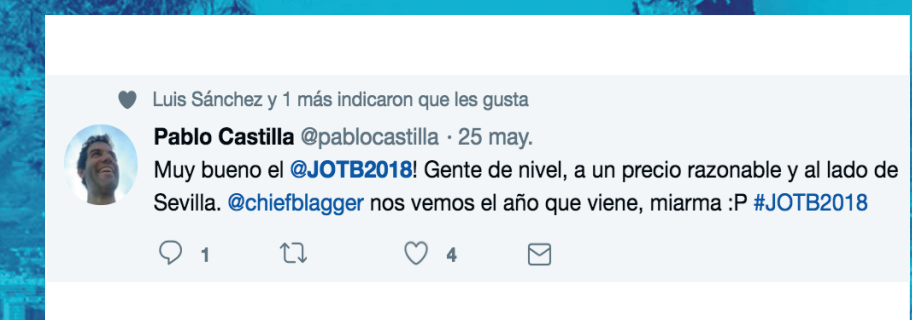 Luis Sánchez y 1 más indicaron que les gusta
Pablo Castilla @pablocastilla · 25 may.
Muy bueno el @JOTB2018! Gente de nivel, a un precio razonable y al lado de
Sevilla. @chiefblagger nos vemos el año que viene, miarma :P #JOTB2018
1 4